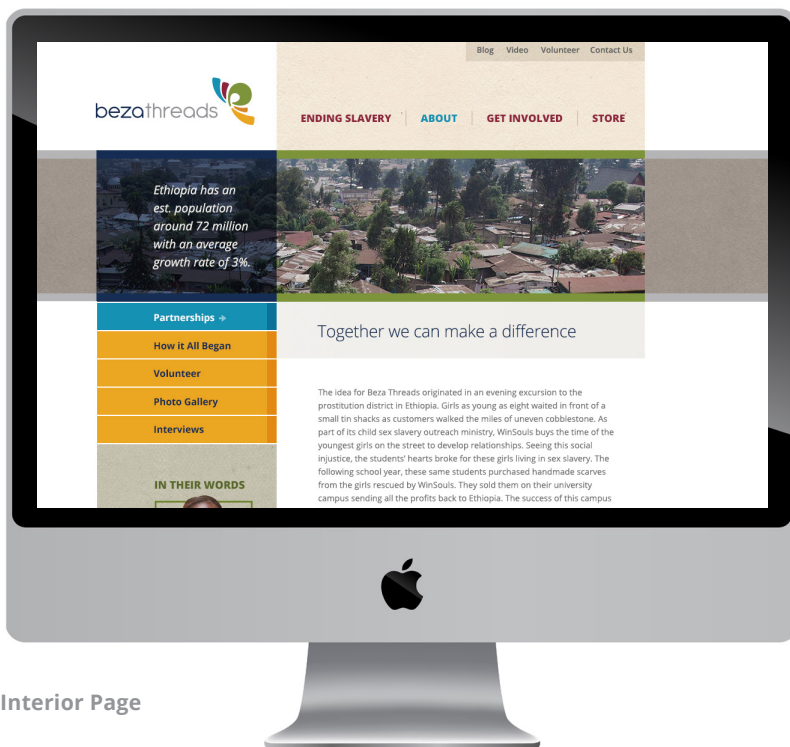 Blog Video Volunteer Contact Us
bezathreads
ENDING SLAVERY ABOUT GET INVOLVED STORE
Ethiopia has an
est. population
around 72 million
with an average
growth rate of 3%.
Partnerships
How it All Began
Volunteer
Photo Gallery
Interviews
IN THEIR WORDS
Together we can make a difference
The idea for Beza Threads originated in an evening excursion to the
prostitution district in Ethiopia. Girls as young as eight waited in front of a
small tin shacks as customers walked the miles of uneven cobblestone. As
part of its child sex slavery outreach ministry, WinSouls buys the time of the
youngest girls on the street to develop relationships. Seeing this social
injustice, the students' hearts broke for these girls living in sex slavery. The
following school year, these same students purchased handmade scarves
from the girls rescued by WinSouls. They sold them on their university
campus sending all the profits back to Ethiopia. The success of this campus
Interior Page